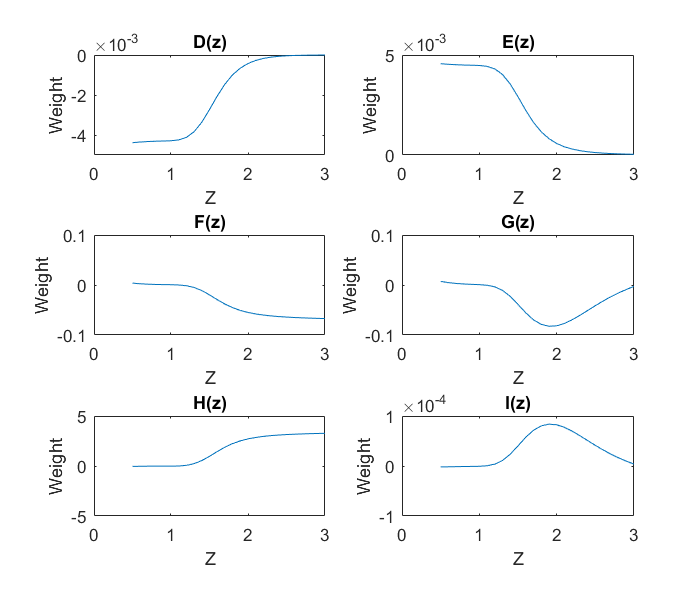 ×10⁻³ D(z)
0
-2
-4
Weight
0 1 2 3
Z
×10⁻³ E(z)
5
0
Weight
0 1 2 3
Z
F(z)
0.1
0
-0.1
Weight
0 1 2 3
Z
G(z)
0.1
0
-0.1
Weight
0 1 2 3
Z
H(z)
5
0
-5
Weight
0 1 2 3
Z
×10⁻⁴ I(z)
1
0
-1
Weight
0 1 2 3
Z